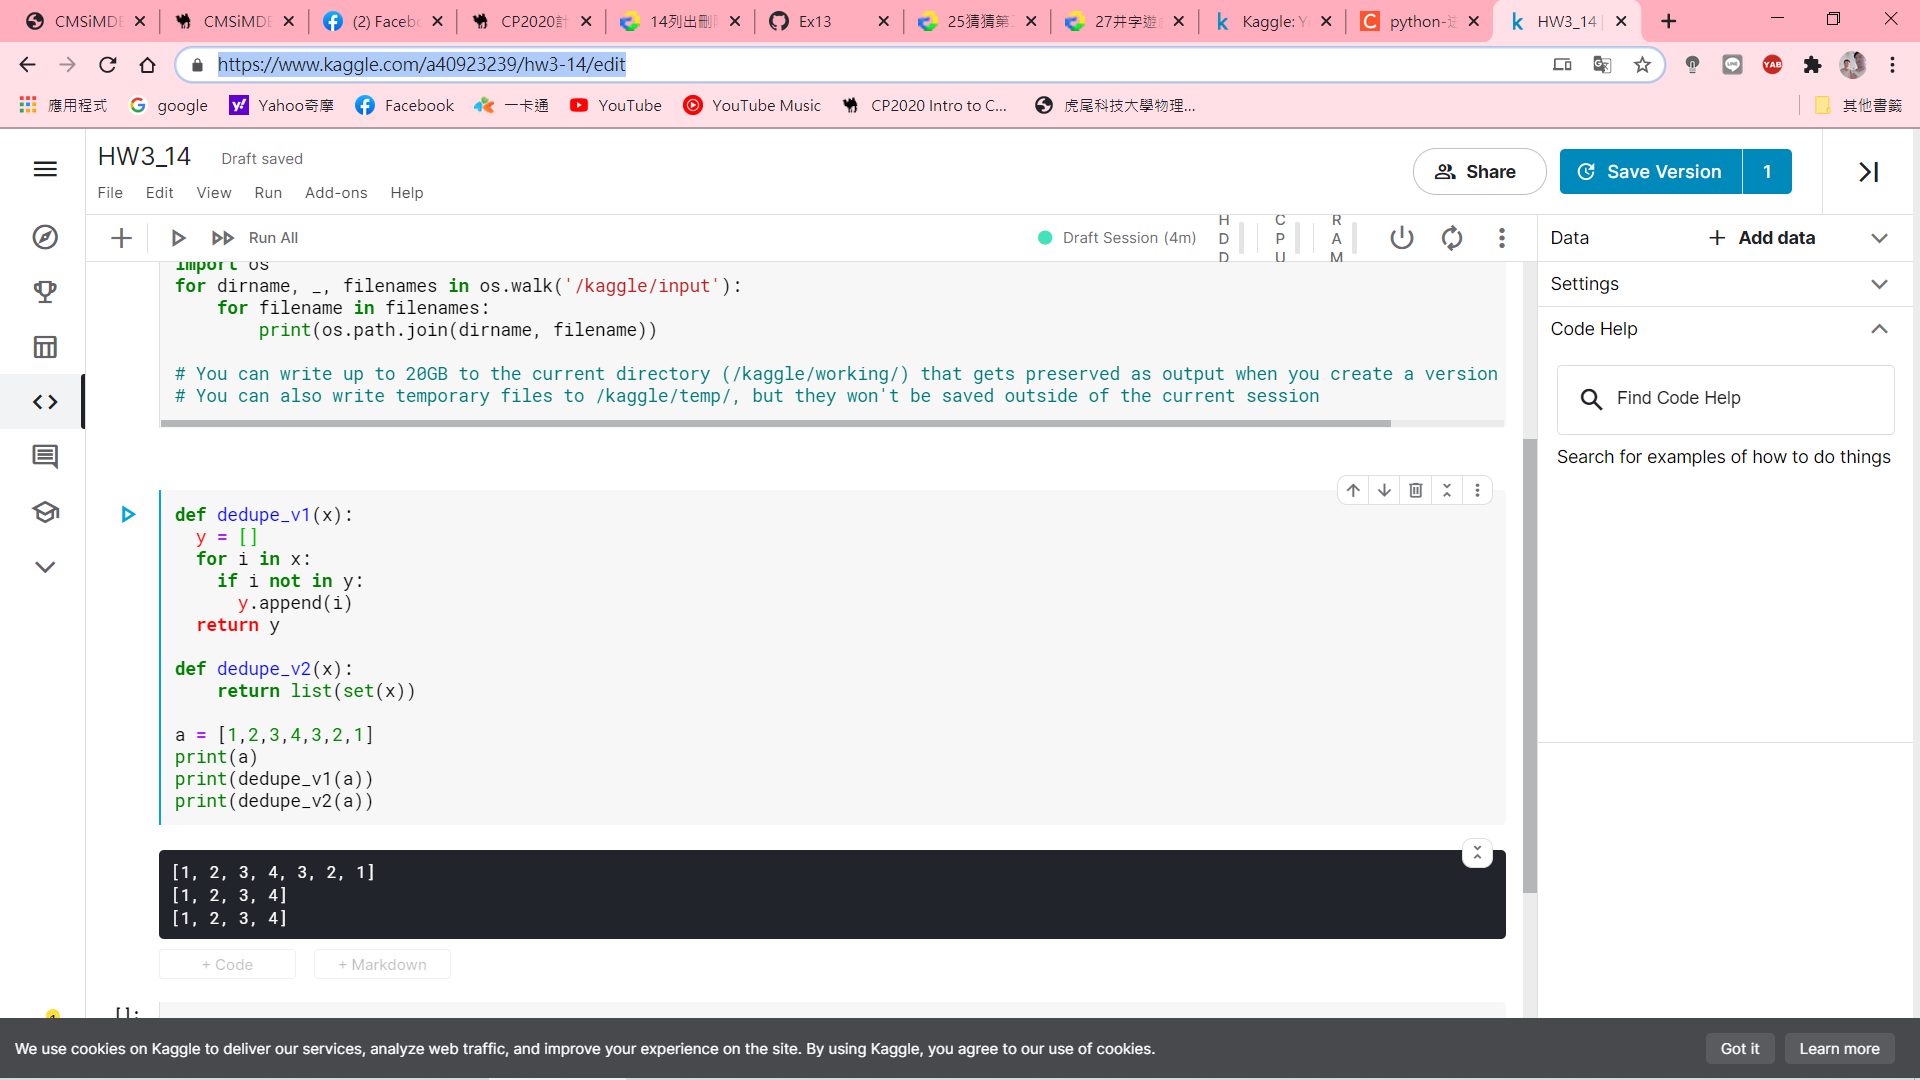 CMSiMDE
CMSiMDE
(2) Facebo
CP2020計
14列出刪
Ex13
25猜猜第
27井字遊
Kaggle: Yo
python-
HW3_14
https://www.kaggle.com/a40923239/hw3-14/edit
應用程式
google
Yahoo奇摩
Facebook
一卡通
YouTube
YouTube Music
CP2020 Intro to C...
虎尾科技大學物理...
其他書籤
HW3_14
Draft saved
File Edit View Run Add-ons Help
Share
Save Version
1
Run All
Draft Session (4m)
HDD
CPU
RAM
Data
Add data
Settings
Code Help
Find Code Help
Search for examples of how to do things
import os
for dirname, _, filenames in os.walk('/kaggle/input'):
    for filename in filenames:
        print(os.path.join(dirname, filename))
# You can write up to 20GB to the current directory (/kaggle/working/) that gets preserved as output when you create a version
# You can also write temporary files to /kaggle/temp/, but they won't be saved outside of the current session
def dedupe_v1(x):
  y = []
  for i in x:
    if i not in y:
      y.append(i)
  return y
def dedupe_v2(x):
    return list(set(x))
a = [1,2,3,4,3,2,1]
print(a)
print(dedupe_v1(a))
print(dedupe_v2(a))
[1, 2, 3, 4, 3, 2, 1]
[1, 2, 3, 4]
[1, 2, 3, 4]
+ Code
+ Markdown
[]:
We use cookies on Kaggle to deliver our services, analyze web traffic, and improve your experience on the site. By using Kaggle, you agree to our use of cookies.
Got it
Learn more